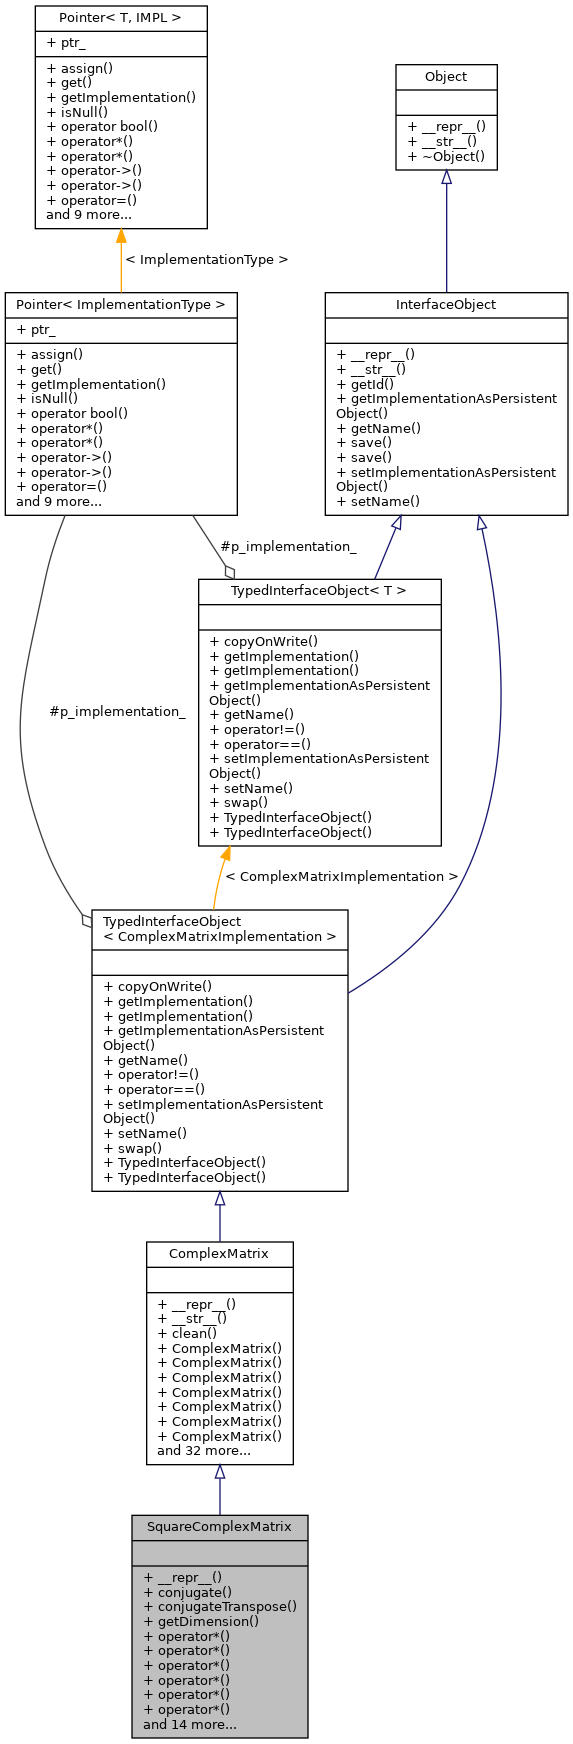 Pointer< T, IMPL >
+ ptr_
+ assign()
+ get()
+ getImplementation()
+ isNull()
+ operator bool()
+ operator*()
+ operator*()
+ operator->()
+ operator->()
+ operator=()
and 9 more...
Object
+ __repr__()
+ __str__()
+ ~Object()
< ImplementationType >
Pointer< ImplementationType >
+ ptr_
+ assign()
+ get()
+ getImplementation()
+ isNull()
+ operator bool()
+ operator*()
+ operator*()
+ operator->()
+ operator->()
+ operator=()
and 9 more...
InterfaceObject
+ __repr__()
+ __str__()
+ getId()
+ getImplementationAsPersistent
Object()
+ getName()
+ save()
+ save()
+ setImplementationAsPersistent
Object()
+ setName()
#p_implementation_
TypedInterfaceObject< T >
+ copyOnWrite()
+ getImplementation()
+ getImplementation()
+ getImplementationAsPersistent
Object()
+ getName()
+ operator!=()
+ operator==()
+ setImplementationAsPersistent
Object()
+ setName()
+ swap()
+ TypedInterfaceObject()
+ TypedInterfaceObject()
#p_implementation_
< ComplexMatrixImplementation >
TypedInterfaceObject
< ComplexMatrixImplementation >
+ copyOnWrite()
+ getImplementation()
+ getImplementation()
+ getImplementationAsPersistent
Object()
+ getName()
+ operator!=()
+ operator==()
+ setImplementationAsPersistent
Object()
+ setName()
+ swap()
+ TypedInterfaceObject()
+ TypedInterfaceObject()
ComplexMatrix
+ __repr__()
+ __str__()
+ clean()
+ ComplexMatrix()
+ ComplexMatrix()
+ ComplexMatrix()
+ ComplexMatrix()
+ ComplexMatrix()
+ ComplexMatrix()
+ ComplexMatrix()
and 32 more...
SquareComplexMatrix
+ __repr__()
+ conjugate()
+ conjugateTranspose()
+ getDimension()
+ operator*()
+ operator*()
+ operator*()
+ operator*()
+ operator*()
+ operator*()
and 14 more...